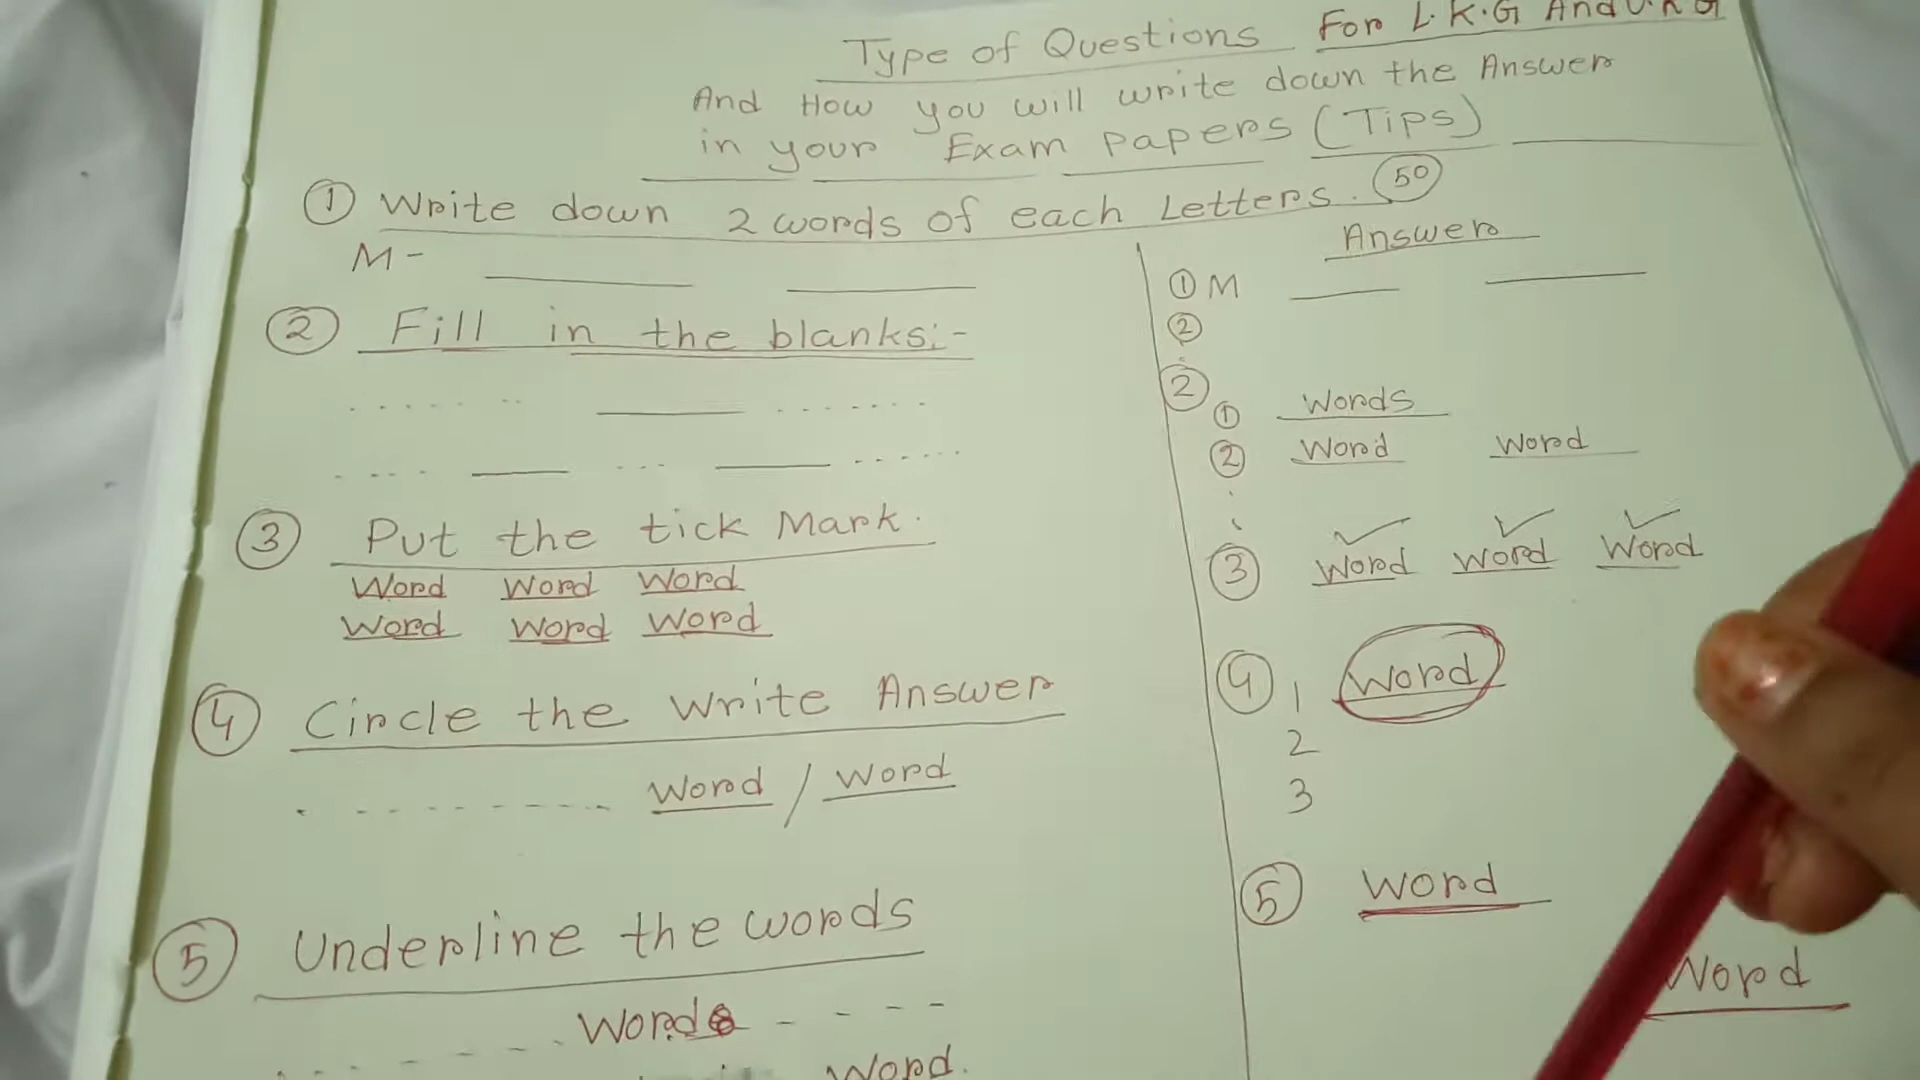 Type of Questions For L.K.G And U.K.G
And How you will write down the Answer
in your Exam papers (Tips)
① Write down 2 words of each Letters. 50
M-
② Fill in the blanks:-
③ Put the tick Mark.
Word Word Word
Word Word Word
④ Circle the Write Answer
Word / Word
⑤ Underline the words
Words
Word.
Answer
① M
②
②
① Words
② Word Word
③ Word Word Word
④ 1 Word
2
3
⑤ Word
Word